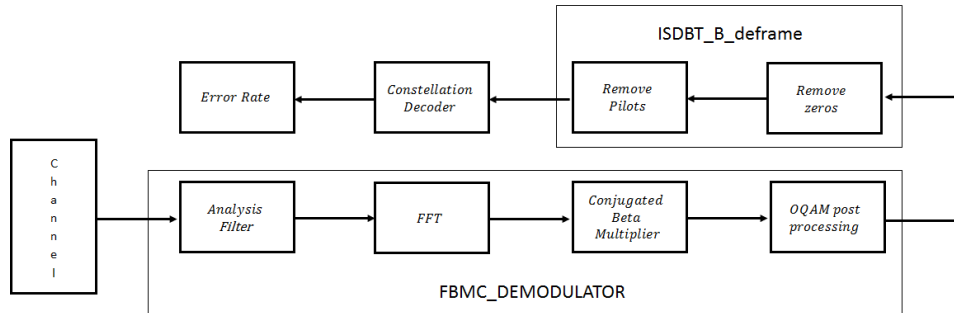 ISDBT_B_deframe
Error Rate
Constellation
Decoder
Remove
Pilots
Remove
zeros
Channel
Analysis
Filter
FFT
Conjugated
Beta
Multiplier
OQAM post
processing
FBMC_DEMODULATOR